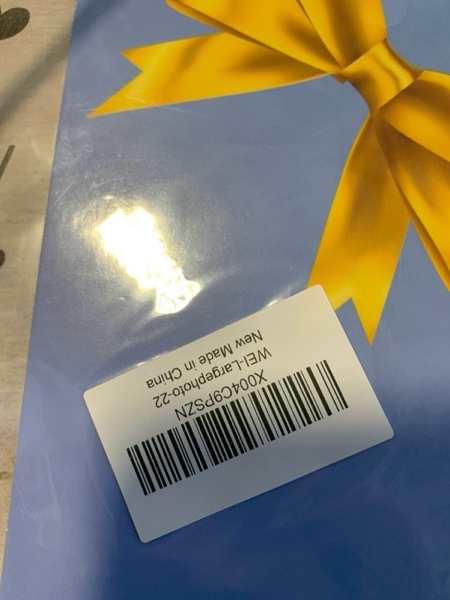 X004C9PSZN
WEI-Largephoto-22
New Made in China